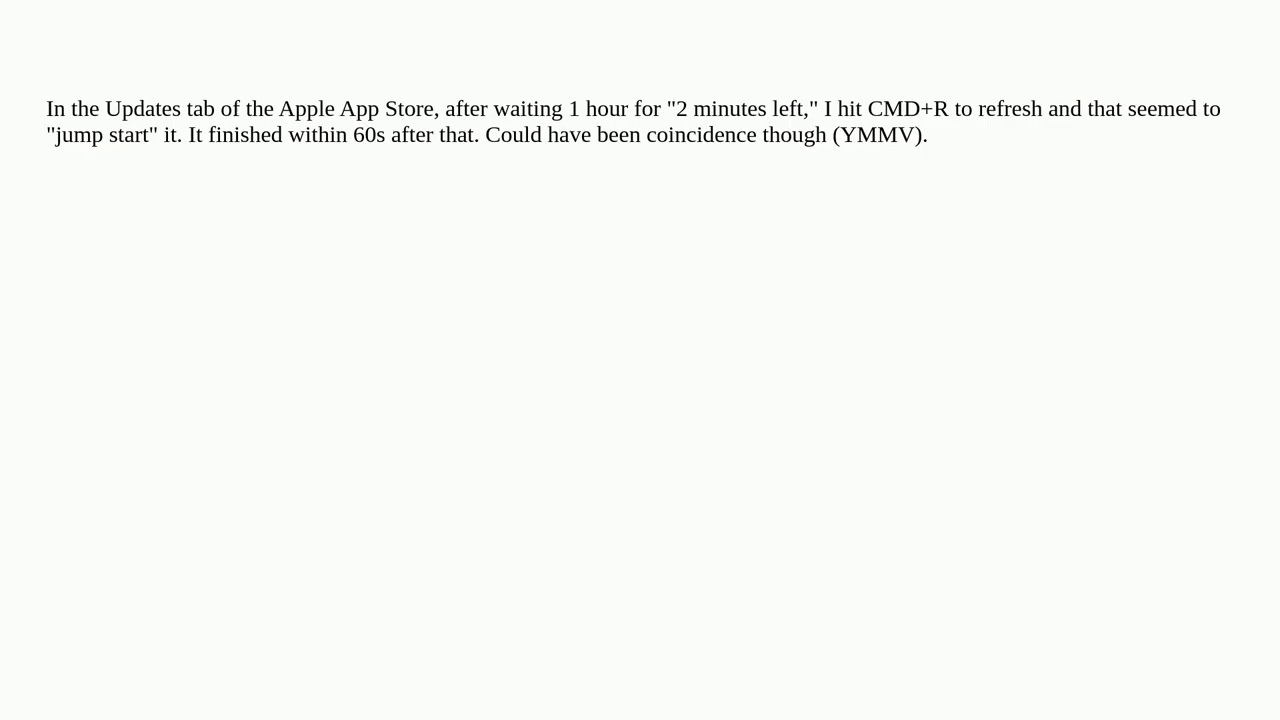 In the Updates tab of the Apple App Store, after waiting 1 hour for "2 minutes left," I hit CMD+R to refresh and that seemed to
"jump start" it. It finished within 60s after that. Could have been coincidence though (YMMV).